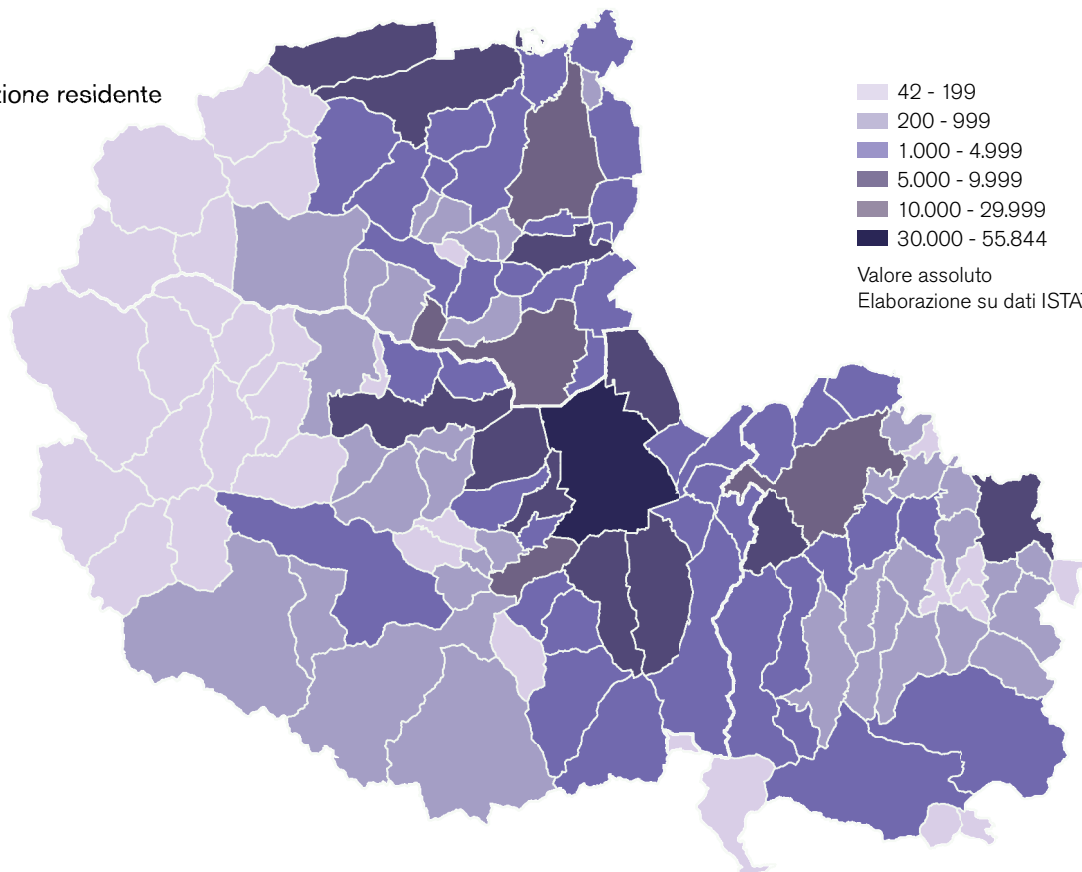 zione residente
42 - 199
200 - 999
1.000 - 4.999
5.000 - 9.999
10.000 - 29.999
30.000 - 55.844
Valore assoluto
Elaborazione su dati ISTAT